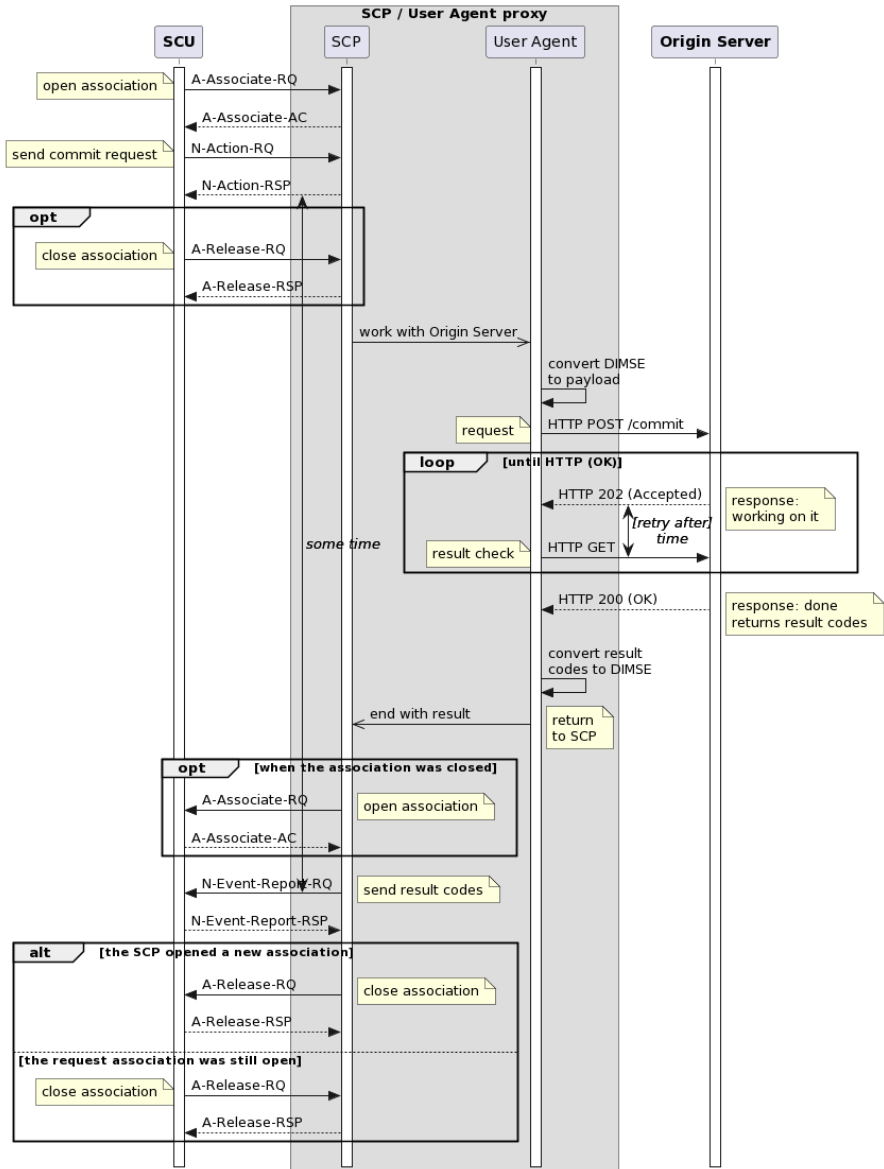 SCP / User Agent proxy
SCU
SCP
User Agent
Origin Server
open association
A-Associate-RQ
A-Associate-AC
send commit request
N-Action-RQ
N-Action-RSP
opt
close association
A-Release-RQ
A-Release-RSP
work with Origin Server
convert DIMSE
to payload
request
HTTP POST /commit
loop
[until HTTP (OK)]
HTTP 202 (Accepted)
response:
working on it
[retry after]
time
some time
result check
HTTP GET
HTTP 200 (OK)
response: done
returns result codes
convert result
codes to DIMSE
end with result
return
to SCP
opt
[when the association was closed]
A-Associate-RQ
open association
A-Associate-AC
N-Event-Report-RQ
send result codes
N-Event-Report-RSP
alt
[the SCP opened a new association]
A-Release-RQ
close association
A-Release-RSP
[the request association was still open]
close association
A-Release-RQ
A-Release-RSP